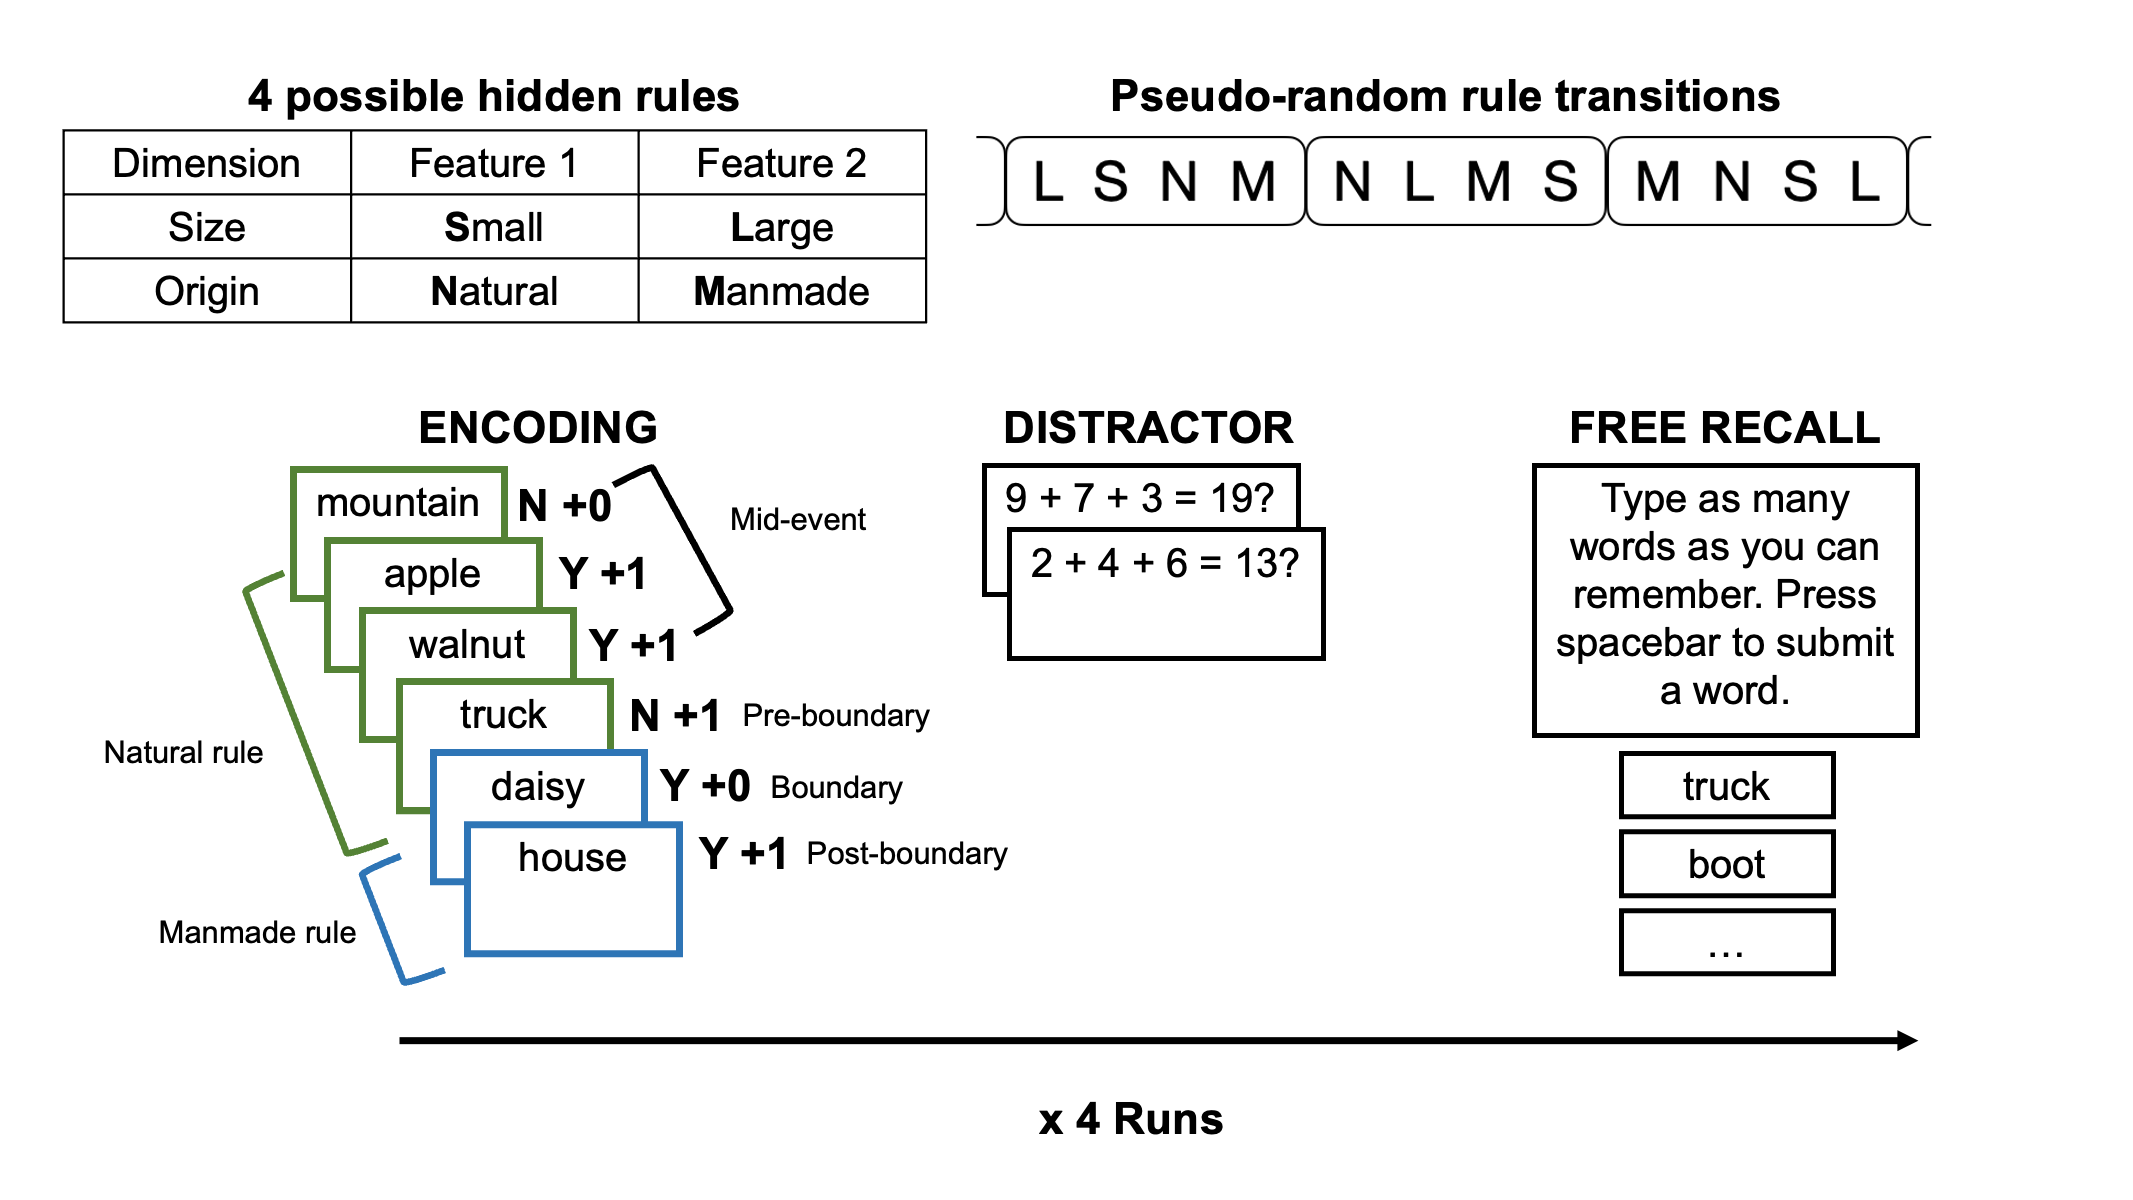 4 possible hidden rules
Dimension Feature 1 Feature 2
Size Small Large
Origin Natural Manmade
Pseudo-random rule transitions
L S N M N L M S M N S L
ENCODING
mountain N +0
Mid-event
apple Y +1
walnut Y +1
truck N +1 Pre-boundary
daisy Y +0 Boundary
house Y +1 Post-boundary
Natural rule
Manmade rule
DISTRACTOR
9 + 7 + 3 = 19?
2 + 4 + 6 = 13?
FREE RECALL
Type as many
words as you can
remember. Press
spacebar to submit
a word.
truck
boot
...
x 4 Runs